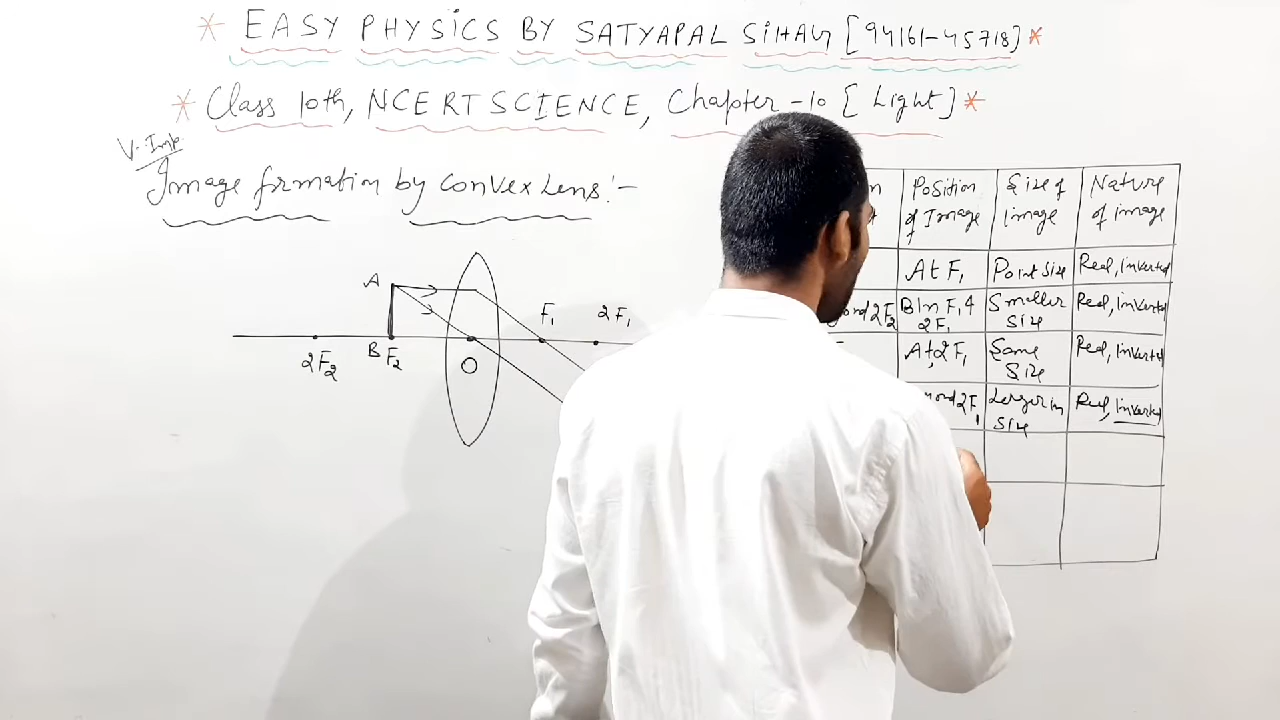 * EASY PHYSICS BY SATYAPAL SIHAG [94161-45718] *
* Class 10th, NCERT SCIENCE, Chapter -10 [ Light ] *
V. Imp.
Image formation by Convex Lens :-
A
B
2F₂
F₂
O
F₁
2F₁
Position of Image
Size of image
Nature of image
At F₁
Point size
Real, inverted
2F₂
B/n F₁ & 2F₁
Smaller size
Real, inverted
At 2F₁
Same Size
Real, inverted
2F₁
Larger in size
Real, inverted